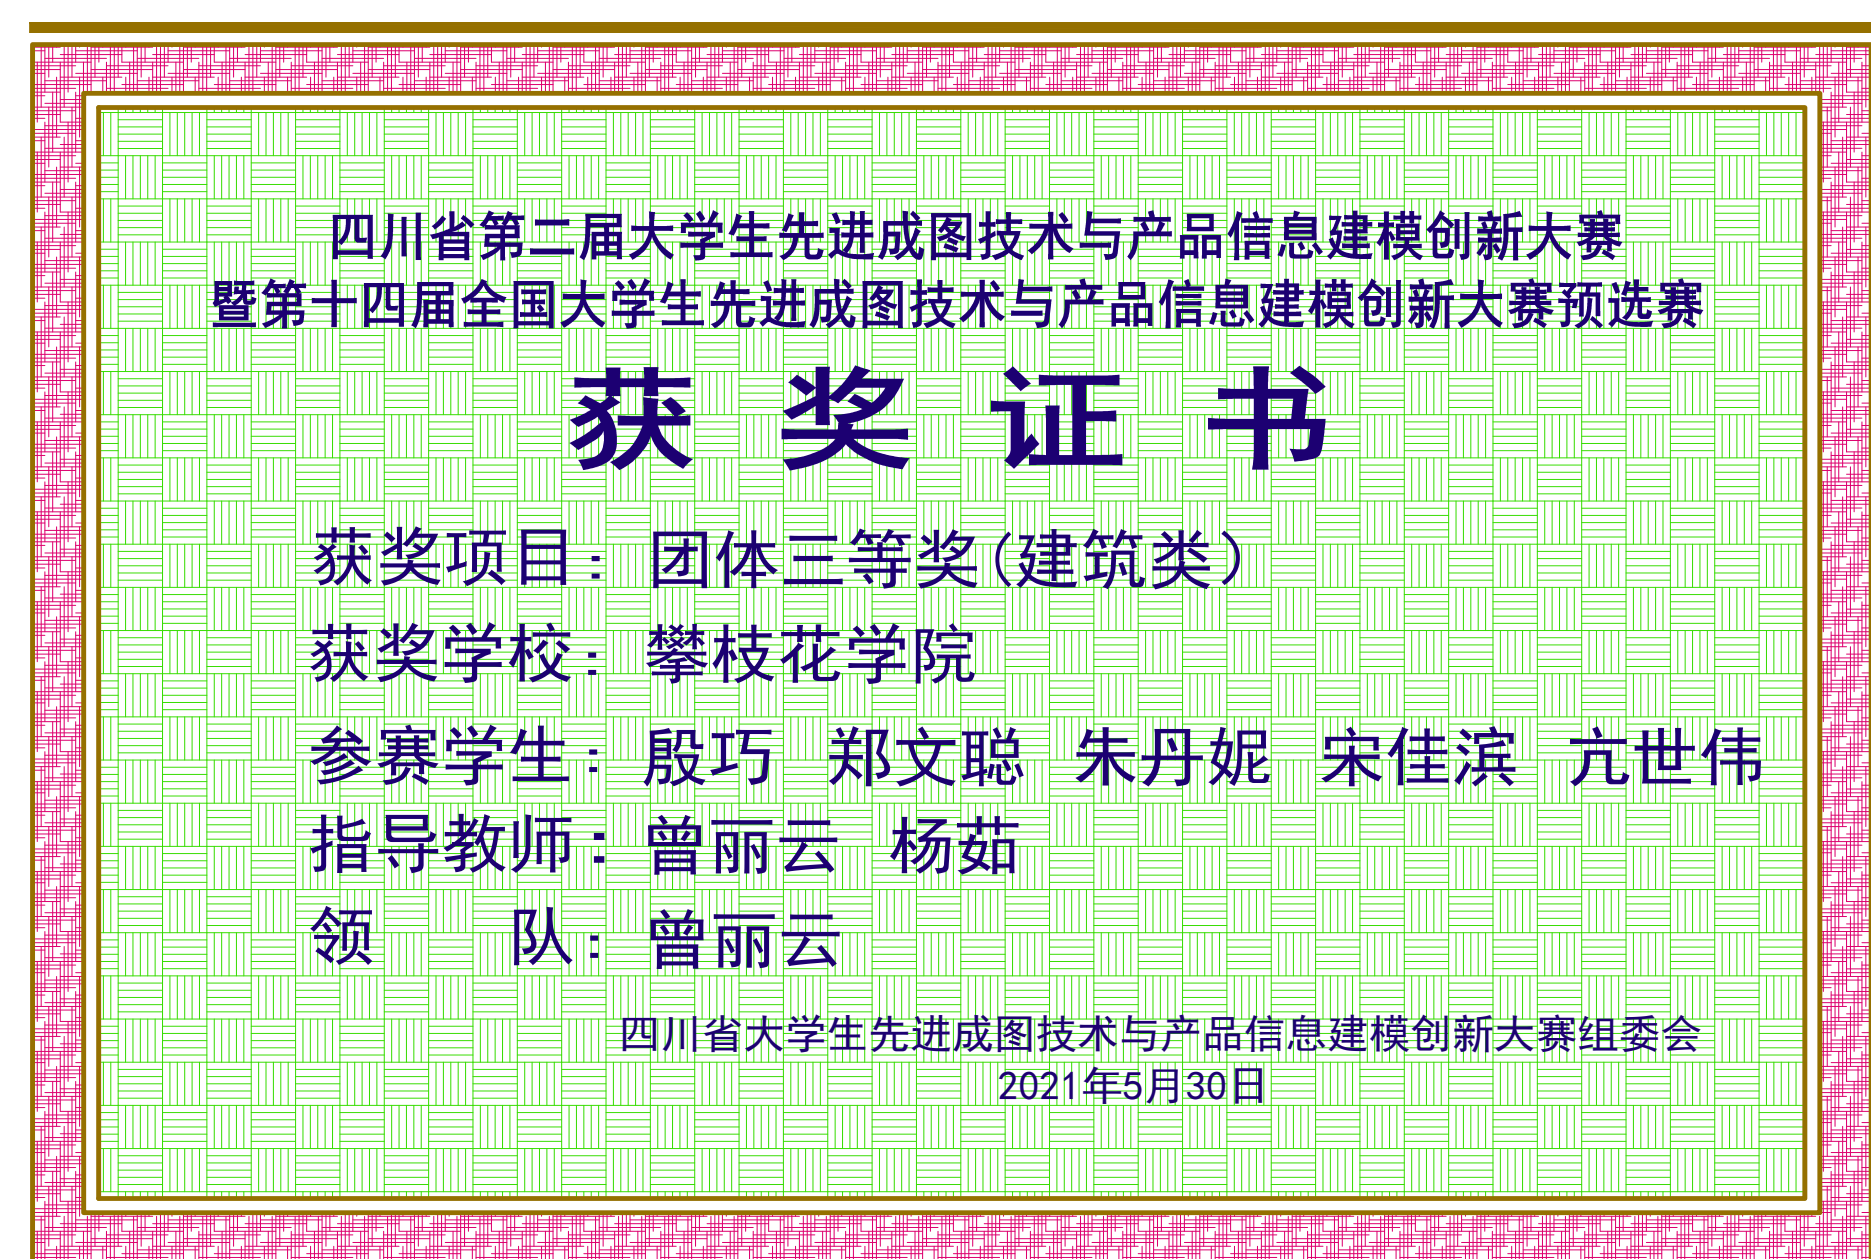 四川省第二届大学生先进成图技术与产品信息建模创新大赛
暨第十四届全国大学生先进成图技术与产品信息建模创新大赛预选赛
获 奖 证 书
获奖项目：团体三等奖(建筑类）
获奖学校：攀枝花学院
参赛学生：殷巧 郑文聪 朱丹妮 宋佳滨 亢世伟
指导教师：曾丽云 杨茹
领 队：曾丽云
四川省大学生先进成图技术与产品信息建模创新大赛组委会
2021年5月30日